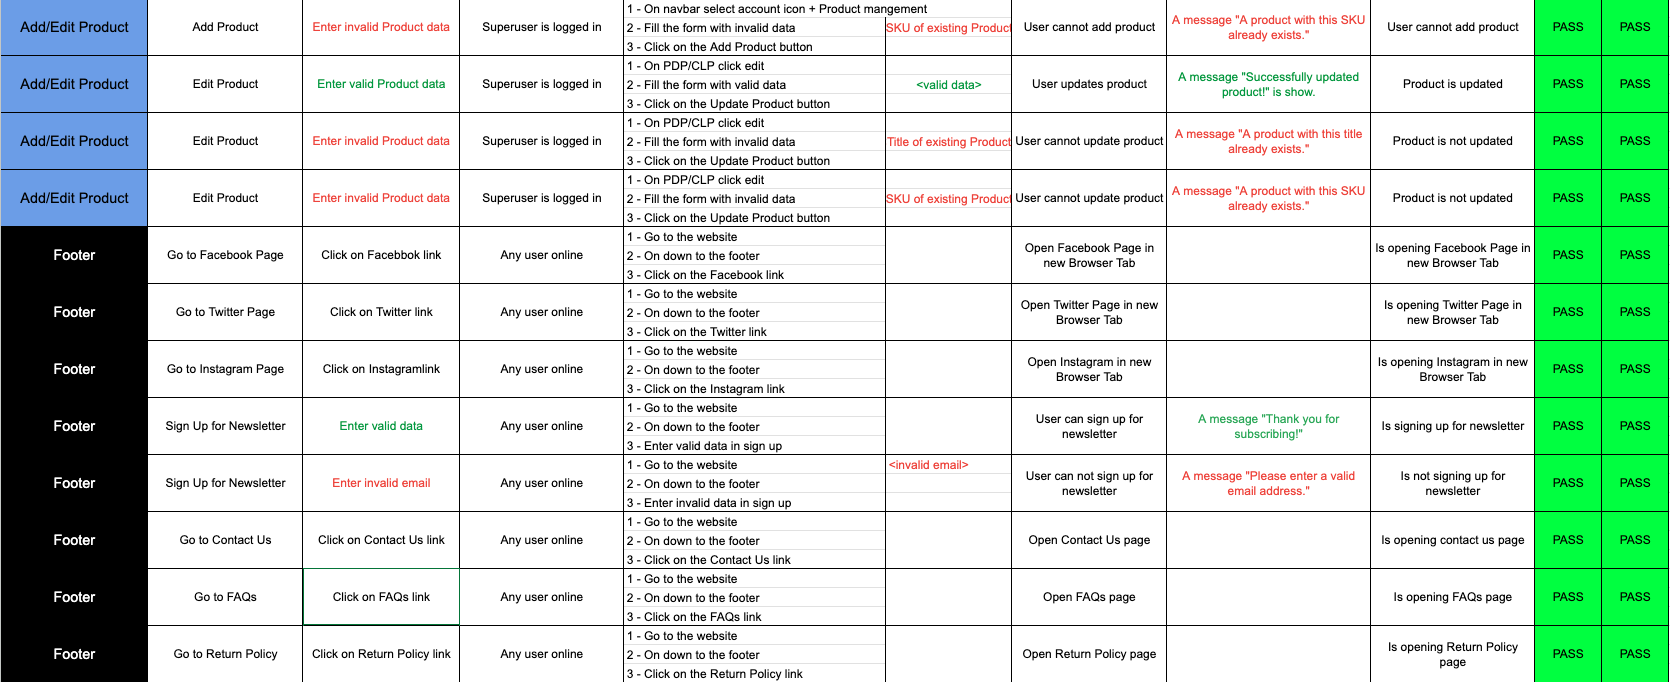 Add/Edit Product
Add Product
Enter invalid Product data
Superuser is logged in
1 - On navbar select account icon + Product mangement
2 - Fill the form with invalid data
3 - Click on the Add Product button
SKU of existing Product
User cannot add product
A message "A product with this SKU
already exists."
User cannot add product
PASS
PASS
Add/Edit Product
Edit Product
Enter valid Product data
Superuser is logged in
1 - On PDP/CLP click edit
2 - Fill the form with valid data
3 - Click on the Update Product button
<valid data>
User updates product
A message "Successfully updated
product!" is show.
Product is updated
PASS
PASS
Add/Edit Product
Edit Product
Enter invalid Product data
Superuser is logged in
1 - On PDP/CLP click edit
2 - Fill the form with invalid data
3 - Click on the Update Product button
Title of existing Product
User cannot update product
A message "A product with this title
already exists."
Product is not updated
PASS
PASS
Add/Edit Product
Edit Product
Enter invalid Product data
Superuser is logged in
1 - On PDP/CLP click edit
2 - Fill the form with invalid data
3 - Click on the Update Product button
SKU of existing Product
User cannot update product
A message "A product with this SKU
already exists."
Product is not updated
PASS
PASS
Footer
Go to Facebook Page
Click on Facebbok link
Any user online
1 - Go to the website
2 - On down to the footer
3 - Click on the Facebook link
Open Facebook Page in
new Browser Tab
Is opening Facebook Page in
new Browser Tab
PASS
PASS
Footer
Go to Twitter Page
Click on Twitter link
Any user online
1 - Go to the website
2 - On down to the footer
3 - Click on the Twitter link
Open Twitter Page in new
Browser Tab
Is opening Twitter Page in
new Browser Tab
PASS
PASS
Footer
Go to Instagram Page
Click on Instagramlink
Any user online
1 - Go to the website
2 - On down to the footer
3 - Click on the Instagram link
Open Instagram in new
Browser Tab
Is opening Instagram in new
Browser Tab
PASS
PASS
Footer
Sign Up for Newsletter
Enter valid data
Any user online
1 - Go to the website
2 - On down to the footer
3 - Enter valid data in sign up
User can sign up for
newsletter
A message "Thank you for
subscribing!"
Is signing up for newsletter
PASS
PASS
Footer
Sign Up for Newsletter
Enter invalid email
Any user online
1 - Go to the website
2 - On down to the footer
3 - Enter invalid data in sign up
<invalid email>
User can not sign up for
newsletter
A message "Please enter a valid
email address."
Is not signing up for
newsletter
PASS
PASS
Footer
Go to Contact Us
Click on Contact Us link
Any user online
1 - Go to the website
2 - On down to the footer
3 - Click on the Contact Us link
Open Contact Us page
Is opening contact us page
PASS
PASS
Footer
Go to FAQs
Click on FAQs link
Any user online
1 - Go to the website
2 - On down to the footer
3 - Click on the FAQs link
Open FAQs page
Is opening FAQs page
PASS
PASS
Footer
Go to Return Policy
Click on Return Policy link
Any user online
1 - Go to the website
2 - On down to the footer
3 - Click on the Return Policy link
Open Return Policy page
Is opening Return Policy
page
PASS
PASS